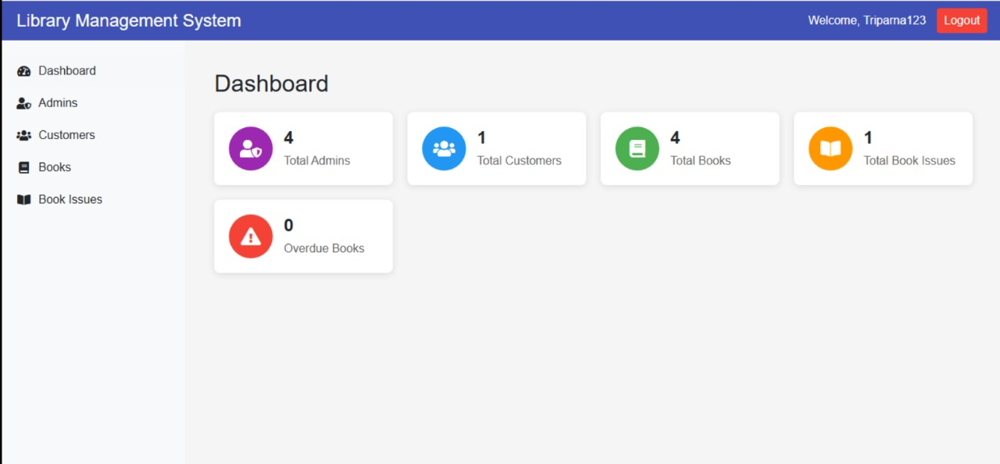 Library Management System
Welcome, Triparna123
Logout
Dashboard
Admins
Customers
Books
Book Issues
Dashboard
4
Total Admins
1
Total Customers
4
Total Books
1
Total Book Issues
0
Overdue Books